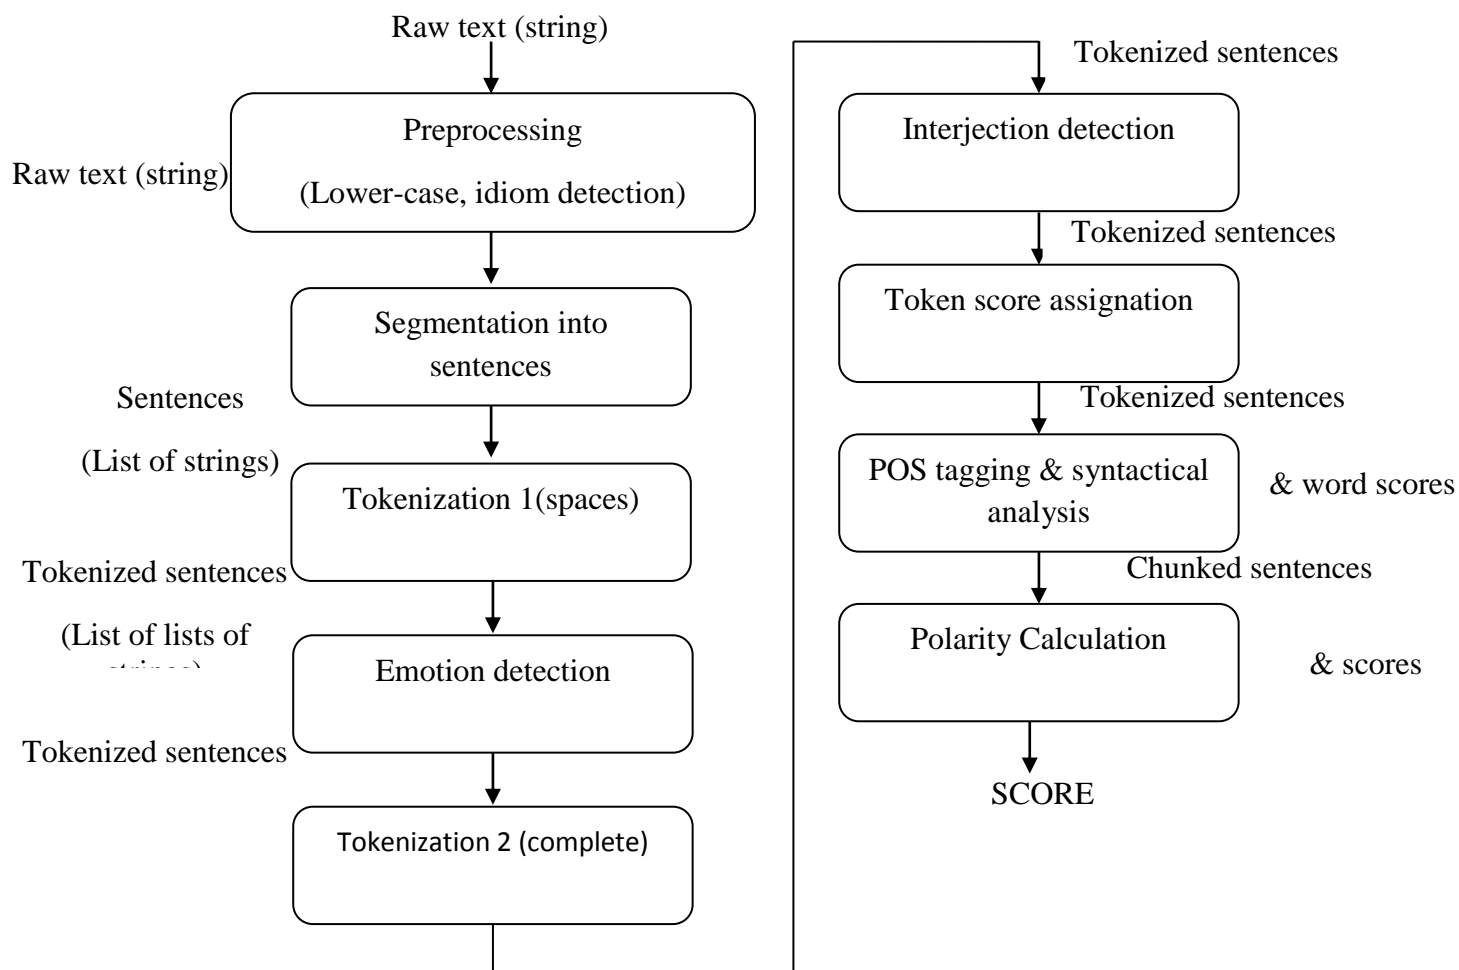 Raw text (string)
Preprocessing
(Lower-case, idiom detection)
Raw text (string)
Segmentation into
sentences
Sentences
(List of strings)
Tokenization 1(spaces)
Tokenized sentences
(List of lists of
Emotion detection
Tokenized sentences
Tokenization 2 (complete)
Tokenized sentences
Interjection detection
Tokenized sentences
Token score assignation
Tokenized sentences
POS tagging & syntactical
analysis
& word scores
Chunked sentences
Polarity Calculation
& scores
SCORE